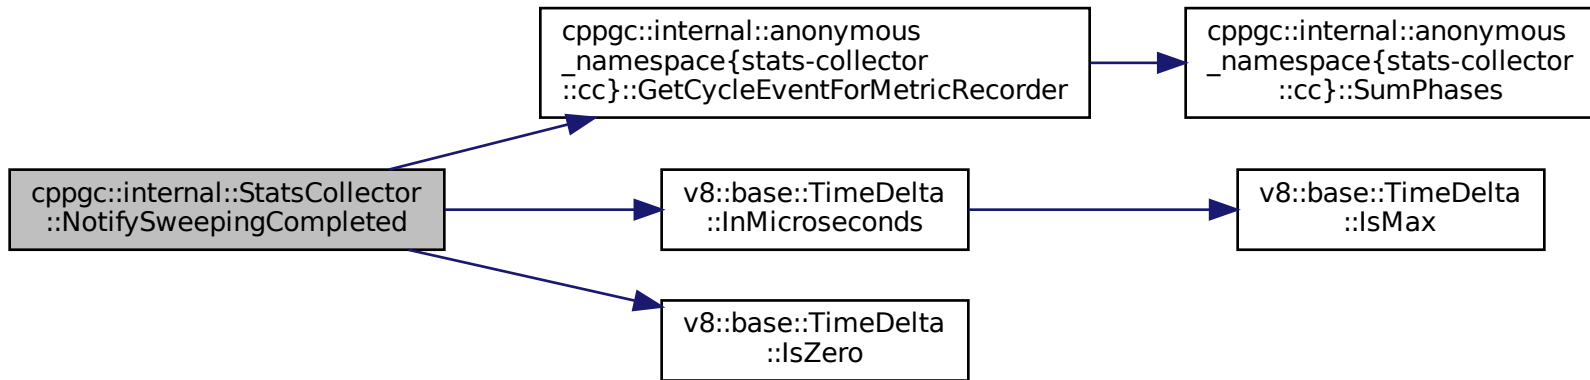 cppgc::internal::StatsCollector
::NotifySweepingCompleted
cppgc::internal::anonymous
_namespace{stats-collector
::cc}::GetCycleEventForMetricRecorder
cppgc::internal::anonymous
_namespace{stats-collector
::cc}::SumPhases
v8::base::TimeDelta
::InMicroseconds
v8::base::TimeDelta
::IsMax
v8::base::TimeDelta
::IsZero